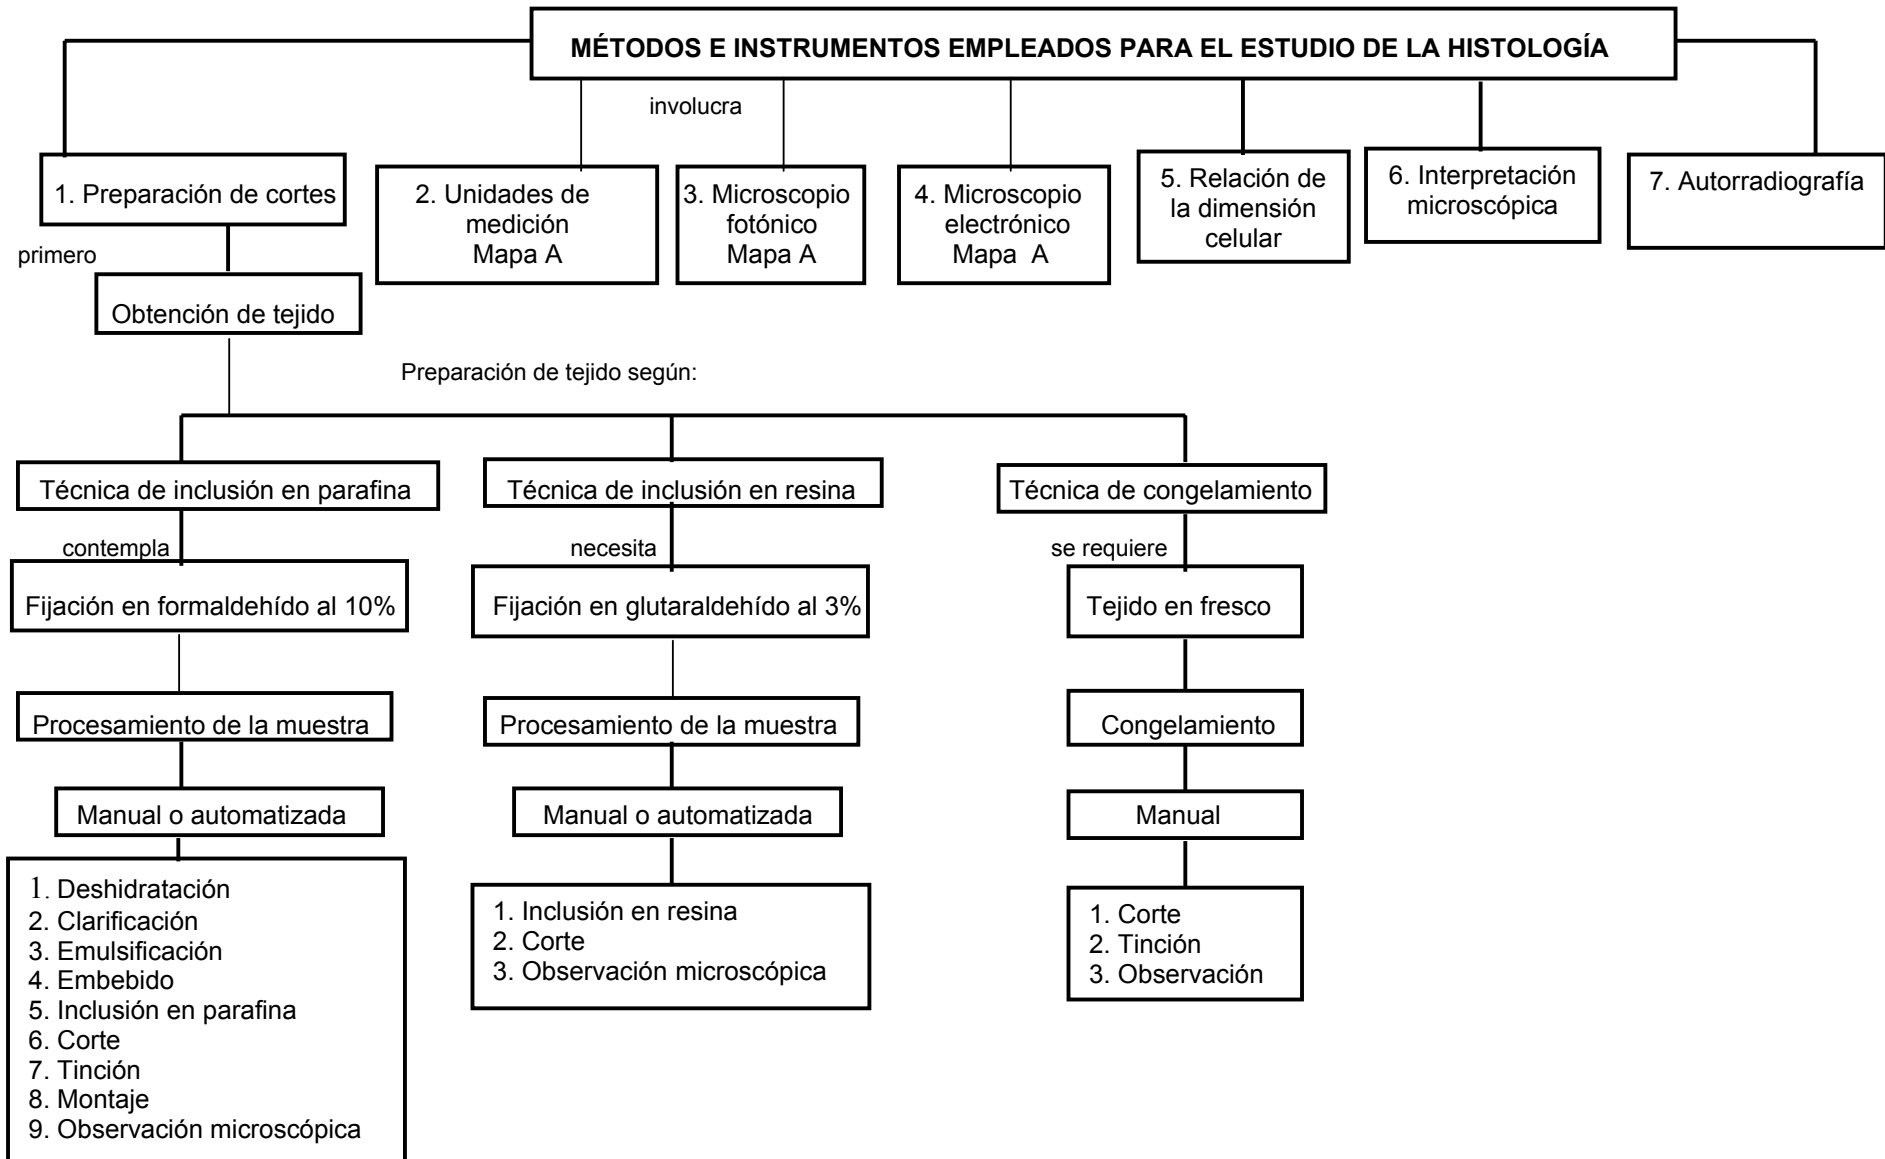 MÉTODOS E INSTRUMENTOS EMPLEADOS PARA EL ESTUDIO DE LA HISTOLOGÍA
involucra
1. Preparación de cortes
2. Unidades de
medición
Mapa A
3. Microscopio
fotónico
Mapa A
4. Microscopio
electrónico
Mapa A
5. Relación de
la dimensión
celular
6. Interpretación
microscópica
7. Autorradiografía
primero
Obtención de tejido
Preparación de tejido según:
Técnica de inclusión en parafina
contempla
Fijación en formaldehído al 10%
Procesamiento de la muestra
Manual o automatizada
1. Deshidratación
2. Clarificación
3. Emulsificación
4. Embebido
5. Inclusión en parafina
6. Corte
7. Tinción
8. Montaje
9. Observación microscópica
Técnica de inclusión en resina
necesita
Fijación en glutaraldehído al 3%
Procesamiento de la muestra
Manual o automatizada
1. Inclusión en resina
2. Corte
3. Observación microscópica
Técnica de congelamiento
se requiere
Tejido en fresco
Congelamiento
Manual
1. Corte
2. Tinción
3. Observación